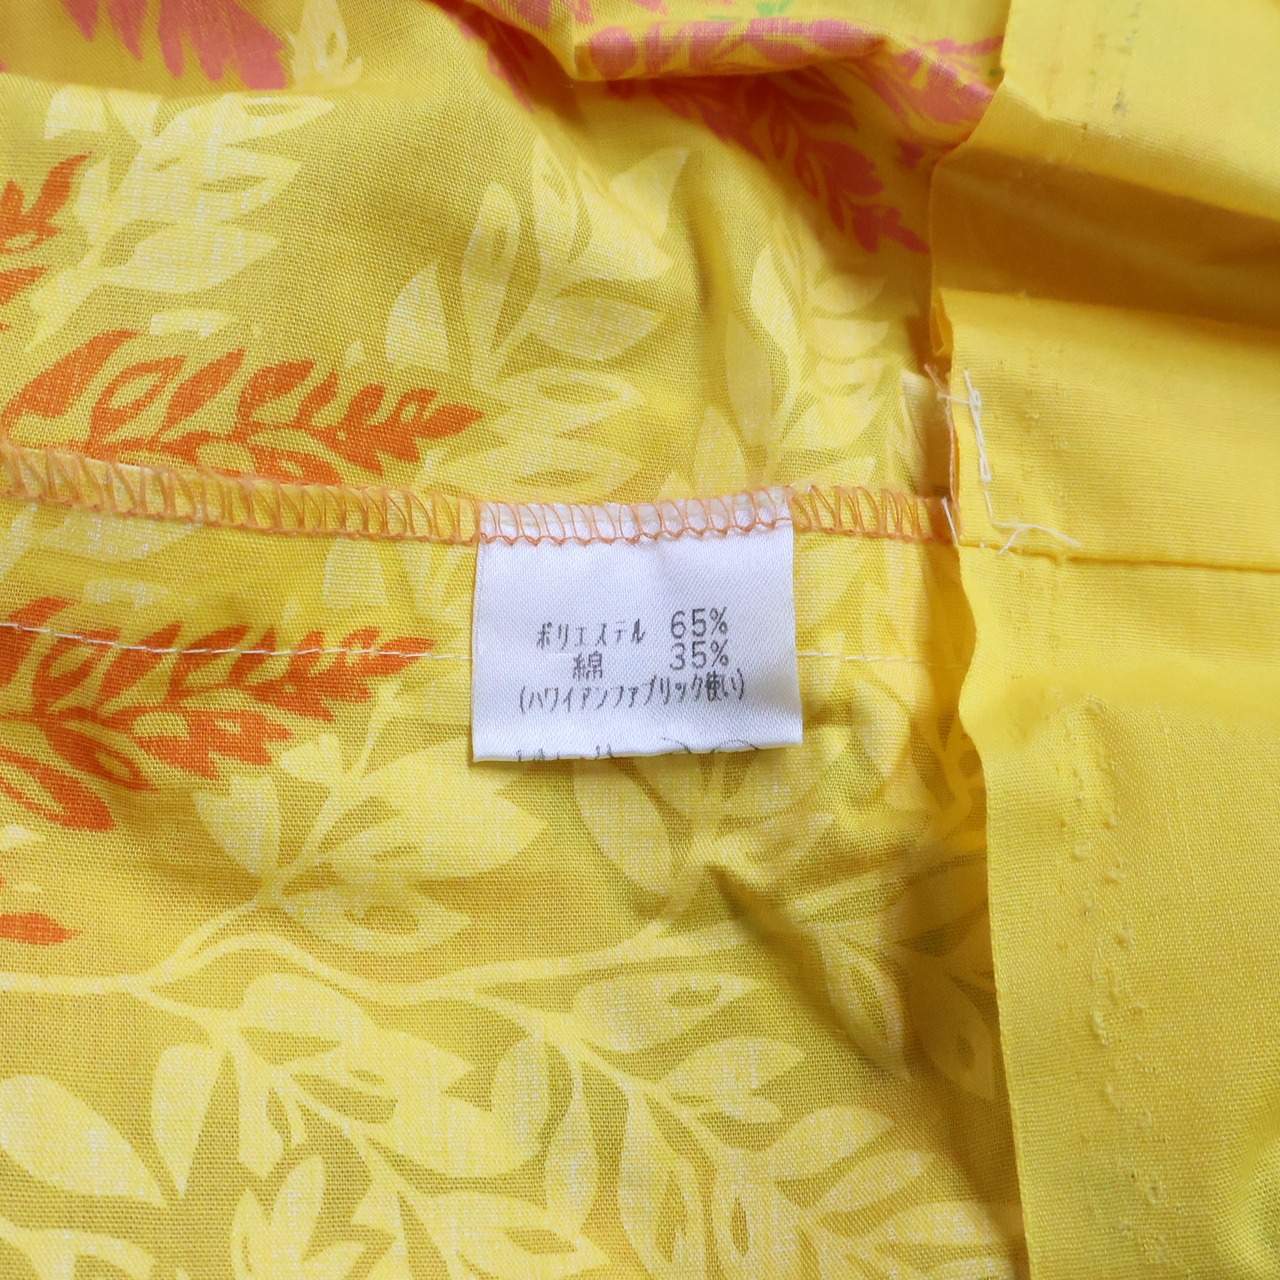 ポリエステル 65%
綿 35%
(ハワイアンファブリック使い)